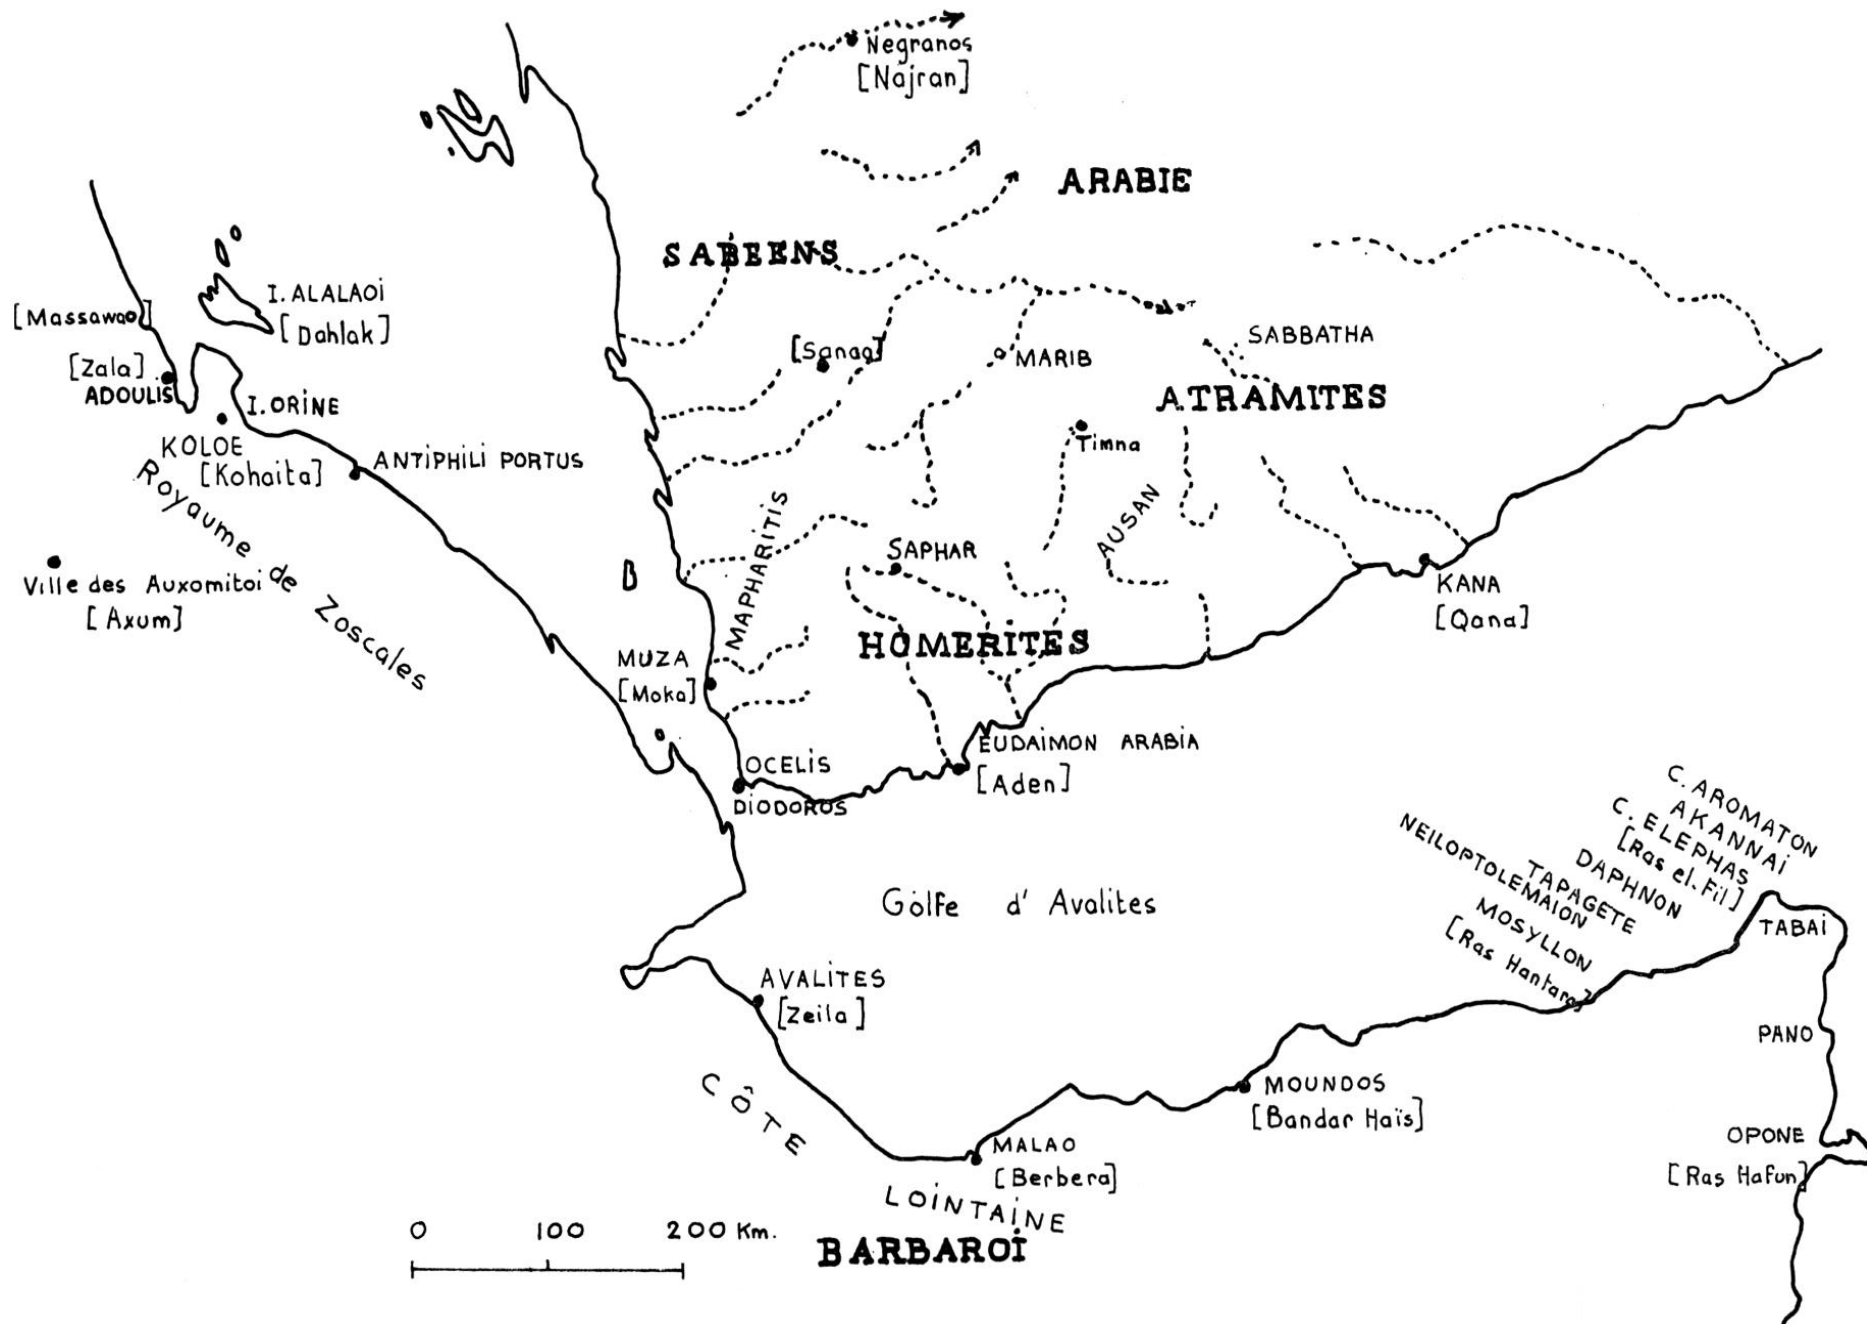 Negranos
[Najran]
ARABIE
SABÉENS
I. ALALAOi
[Dahlak]
[Massawa]
[Zala]
ADOULIS
I. ORiNE
KOLOE
[Kohaita]
ANTiPHiLi PORTUS
Royaume de Zoscales
Ville des Auxomitoi
[Axum]
[Sanaa]
MARIB
SABBATHA
ATRAMITES
Timna
AUSAN
MAPHARiTiS
SAPHAR
HOMERITES
KANA
[Qana]
MUZA
[Moka]
OCELiS
DiODOROS
EUDAiMON ARABiA
[Aden]
Golfe d'Avalites
C. AROMATON
AKANNAi
C. ELEPHAS
[Ras el. Fil]
DAPHNON
TAPAGETE
NEiLOPTOLEMAiON
MOSYLLON
[Ras Hantara]
TABAi
AVALiTES
[Zeila]
PANO
CÔTE
LOiNTAiNE
MOUNDOS
[Bandar Haïs]
MALAO
[Berbera]
OPONE
[Ras Hafun]
0 100 200 Km.
BARBAROI